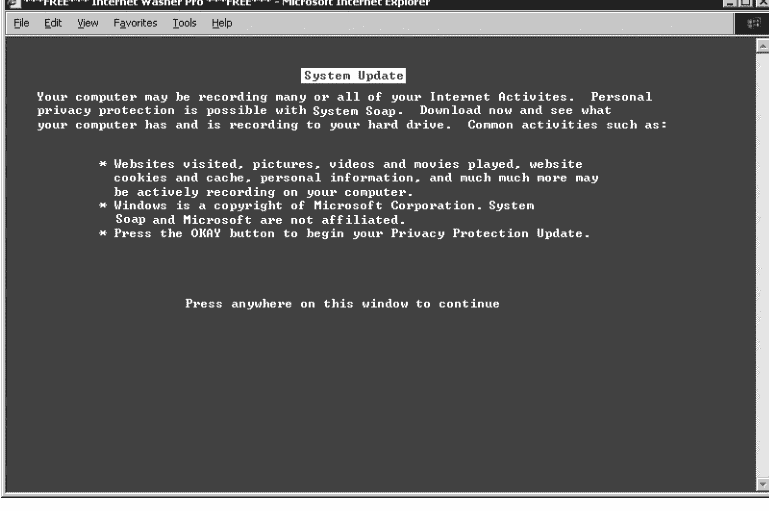 ***FREE*** Internet Washer Pro ***FREE*** - Microsoft Internet Explorer
File Edit View Favorites Tools Help
System Update
Your computer may be recording many or all of your Internet Activites. Personal
privacy protection is possible with System Soap. Download now and see what
your computer has and is recording to your hard drive. Common activities such as:
* Websites visited, pictures, videos and movies played, website
cookies and cache, personal information, and much much more may
be actively recording on your computer.
* Windows is a copyright of Microsoft Corporation. System
Soap and Microsoft are not affiliated.
* Press the OKAY button to begin your Privacy Protection Update.
Press anywhere on this window to continue